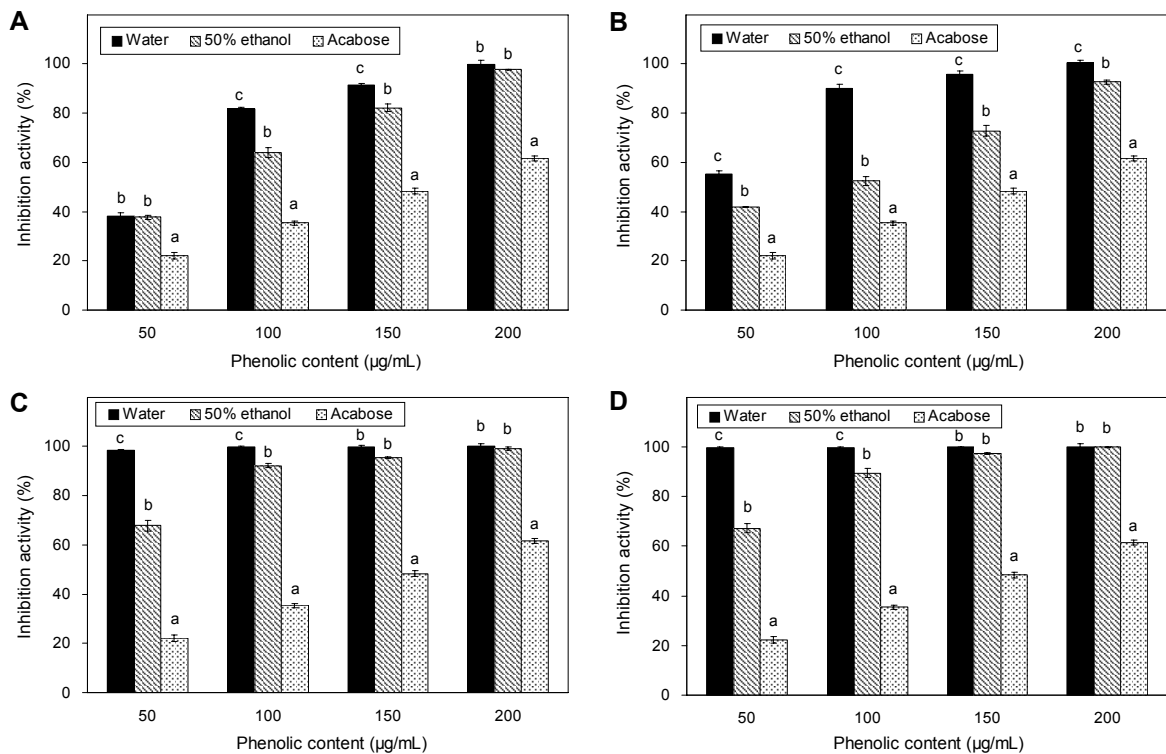 A
Water 50% ethanol Acabose
Inhibition activity (%)
100
80
60
40
20
0
b b a
c b a
c b a
b b a
50 100 150 200
Phenolic content (µg/mL)
B
Water 50% ethanol Acabose
Inhibition activity (%)
100
80
60
40
20
0
c b a
c b a
c b a
c b a
50 100 150 200
Phenolic content (µg/mL)
C
Water 50% ethanol Acabose
Inhibition activity (%)
100
80
60
40
20
0
c b a
c b a
b b a
b b a
50 100 150 200
Phenolic content (µg/mL)
D
Water 50% ethanol Acabose
Inhibition activity (%)
100
80
60
40
20
0
c b a
c b a
b b a
b b a
50 100 150 200
Phenolic content (µg/mL)